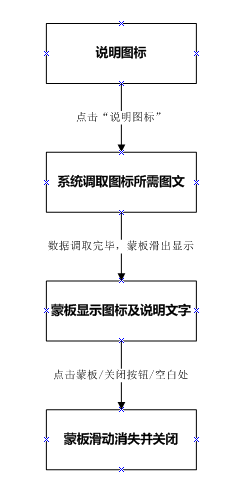 说明图标
点击“说明图标”
系统调取图标所需图文
数据调取完毕，蒙板滑出显示
蒙板显示图标及说明文字
点击蒙板/关闭按钮/空白处
蒙板滑动消失并关闭